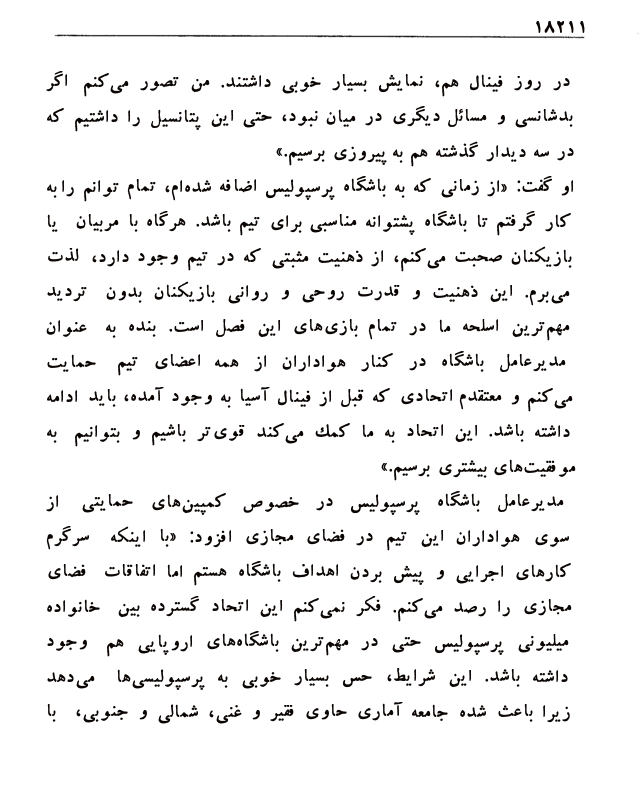 ۱۸۲۱۱
در روز فینال هم، نمایش بسیار خوبی داشتند. من تصور می‌کنم اگر
بدشانسی و مسائل دیگری در میان نبود، حتی این پتانسیل را داشتیم که
در سه دیدار گذشته هم به پیروزی برسیم.»
او گفت: «از زمانی که به باشگاه پرسپولیس اضافه شده‌ام، تمام توانم را به
کار گرفتم تا باشگاه پشتوانه مناسبی برای تیم باشد. هرگاه با مربیان یا
بازیکنان صحبت می‌کنم، از ذهنیت مثبتی که در تیم وجود دارد، لذت
می‌برم. این ذهنیت و قدرت روحی و روانی بازیکنان بدون تردید
مهم‌ترین اسلحه ما در تمام بازی‌های این فصل است. بنده به عنوان
مدیرعامل باشگاه در کنار هواداران از همه اعضای تیم حمایت
می‌کنم و معتقدم اتحادی که قبل از فینال آسیا به وجود آمده، باید ادامه
داشته باشد. این اتحاد به ما کمك می‌کند قوی‌تر باشیم و بتوانیم به
موفقیت‌های بیشتری برسیم.»
مدیرعامل باشگاه پرسپولیس در خصوص کمپین‌های حمایتی از
سوی هواداران این تیم در فضای مجازی افزود: «با اینکه سرگرم
کارهای اجرایی و پیش بردن اهداف باشگاه هستم اما اتفاقات فضای
مجازی را رصد می‌کنم. فکر نمی‌کنم این اتحاد گسترده بین خانواده
میلیونی پرسپولیس حتی در مهم‌ترین باشگاه‌های اروپایی هم وجود
داشته باشد. این شرایط، حس بسیار خوبی به پرسپولیسی‌ها می‌دهد
زیرا باعث شده جامعه آماری حاوی فقیر و غنی، شمالی و جنوبی، با